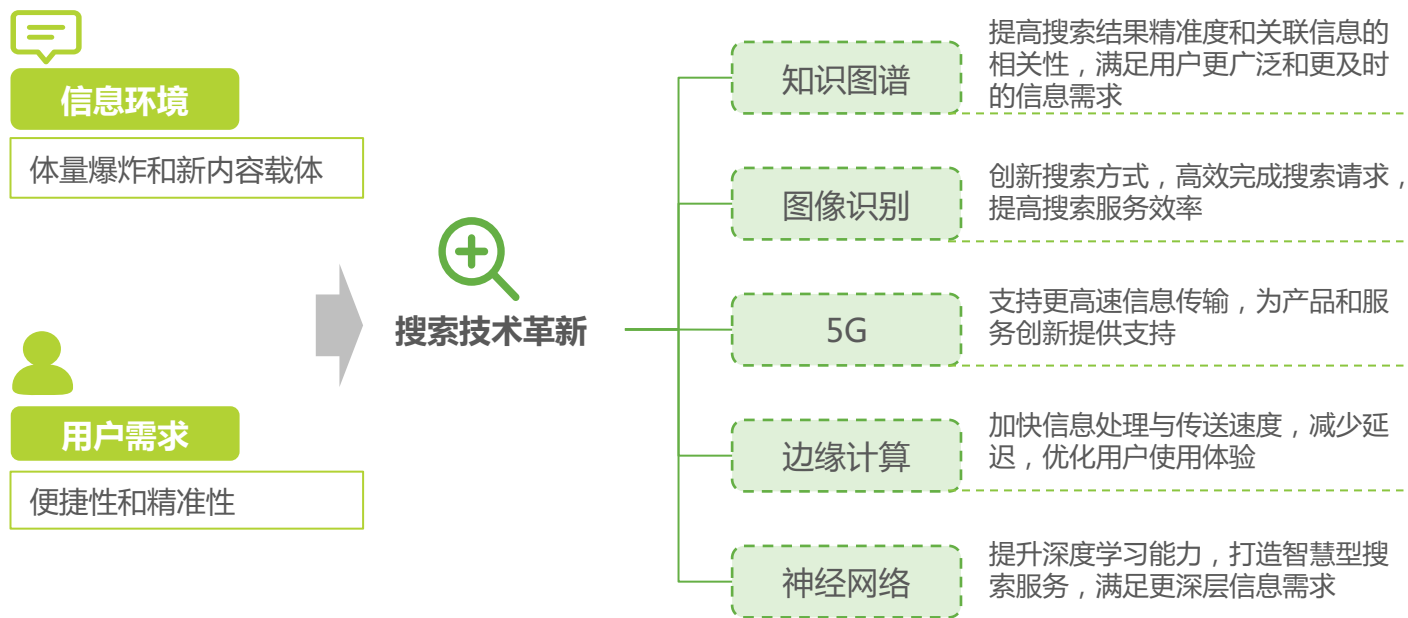 信息环境
体量爆炸和新内容载体
用户需求
便捷性和精准性
搜索技术革新
知识图谱
提高搜索结果精准度和关联信息的
相关性，满足用户更广泛和更及时
的信息需求
图像识别
创新搜索方式，高效完成搜索请求，
提高搜索服务效率
5G
支持更高速信息传输，为产品和服
务创新提供支持
边缘计算
加快信息处理与传送速度，减少延
迟，优化用户使用体验
神经网络
提升深度学习能力，打造智慧型搜
索服务，满足更深层信息需求